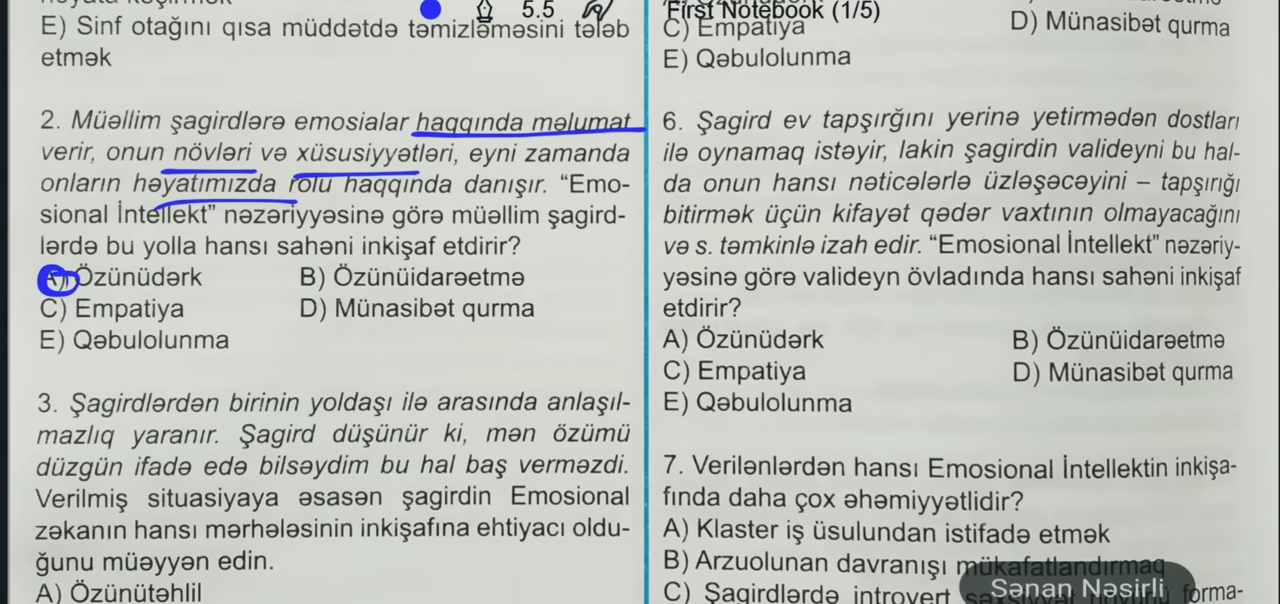 E) Sinf otağını qısa müddətdə təmizləməsini tələb
etmək
2. Müəllim şagirdlərə emosialar haqqında məlumat
verir, onun növləri və xüsusiyyətləri, eyni zamanda
onların həyatımızda rolu haqqında danışır. “Emo-
sional İntellekt” nəzəriyyəsinə görə müəllim şagird-
lərdə bu yolla hansı sahəni inkişaf etdirir?
A) Özünüdərk B) Özünüidarəetmə
C) Empatiya D) Münasibət qurma
E) Qəbulolunma
3. Şagirdlərdən birinin yoldaşı ilə arasında anlaşıl-
mazlıq yaranır. Şagird düşünür ki, mən özümü
düzgün ifadə edə bilsəydim bu hal baş verməzdi.
Verilmiş situasiyaya əsasən şagirdin Emosional
zəkanın hansı mərhələsinin inkişafına ehtiyacı oldu-
ğunu müəyyən edin.
A) Özünütəhlil
5.5
First Notebook (1/5)
C) Empatiya D) Münasibət qurma
E) Qəbulolunma
6. Şagird ev tapşırğını yerinə yetirmədən dostları
ilə oynamaq istəyir, lakin şagirdin valideyni bu hal-
da onun hansı nəticələrlə üzləşəcəyini – tapşırığı
bitirmək üçün kifayət qədər vaxtının olmayacağını
və s. təmkinlə izah edir. “Emosional İntellekt” nəzəriy-
yəsinə görə valideyn övladında hansı sahəni inkişaf
etdirir?
A) Özünüdərk B) Özünüidarəetmə
C) Empatiya D) Münasibət qurma
E) Qəbulolunma
7. Verilənlərdən hansı Emosional İntellektin inkişa-
fında daha çox əhəmiyyətlidir?
A) Klaster iş üsulundan istifadə etmək
B) Arzuolunan davranışı mükafatlandırmaq
C) Şagirdlərdə introvert forma-
Sənan Nəsirli